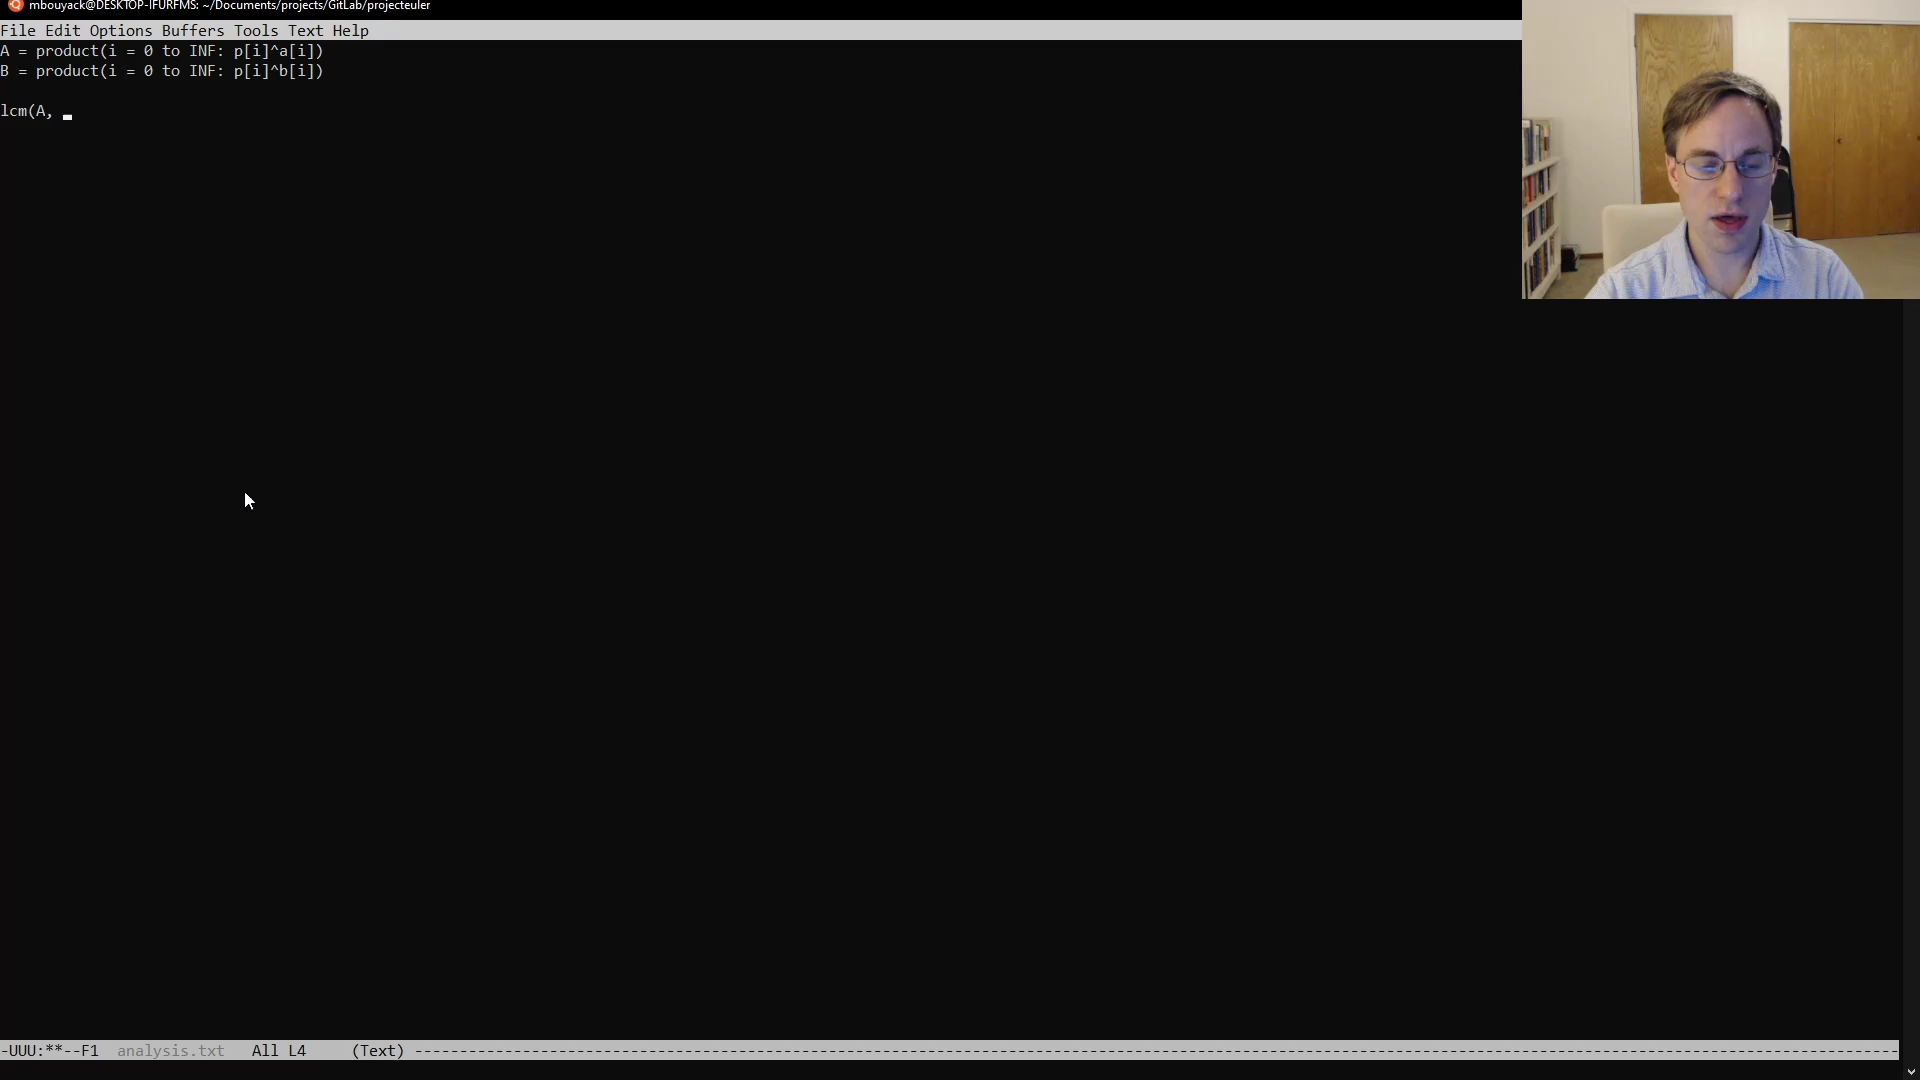 mbouyack@DESKTOP-IFURFMS: ~/Documents/projects/GitLab/projecteuler
File Edit Options Buffers Tools Text Help
A = product(i = 0 to INF: p[i]^a[i])
B = product(i = 0 to INF: p[i]^b[i])
lcm(A,
-UUU:**--F1  analysis.txt   All L4     (Text) ---------------------------------------------------------------------------------------------------------------------------------------------------------------------